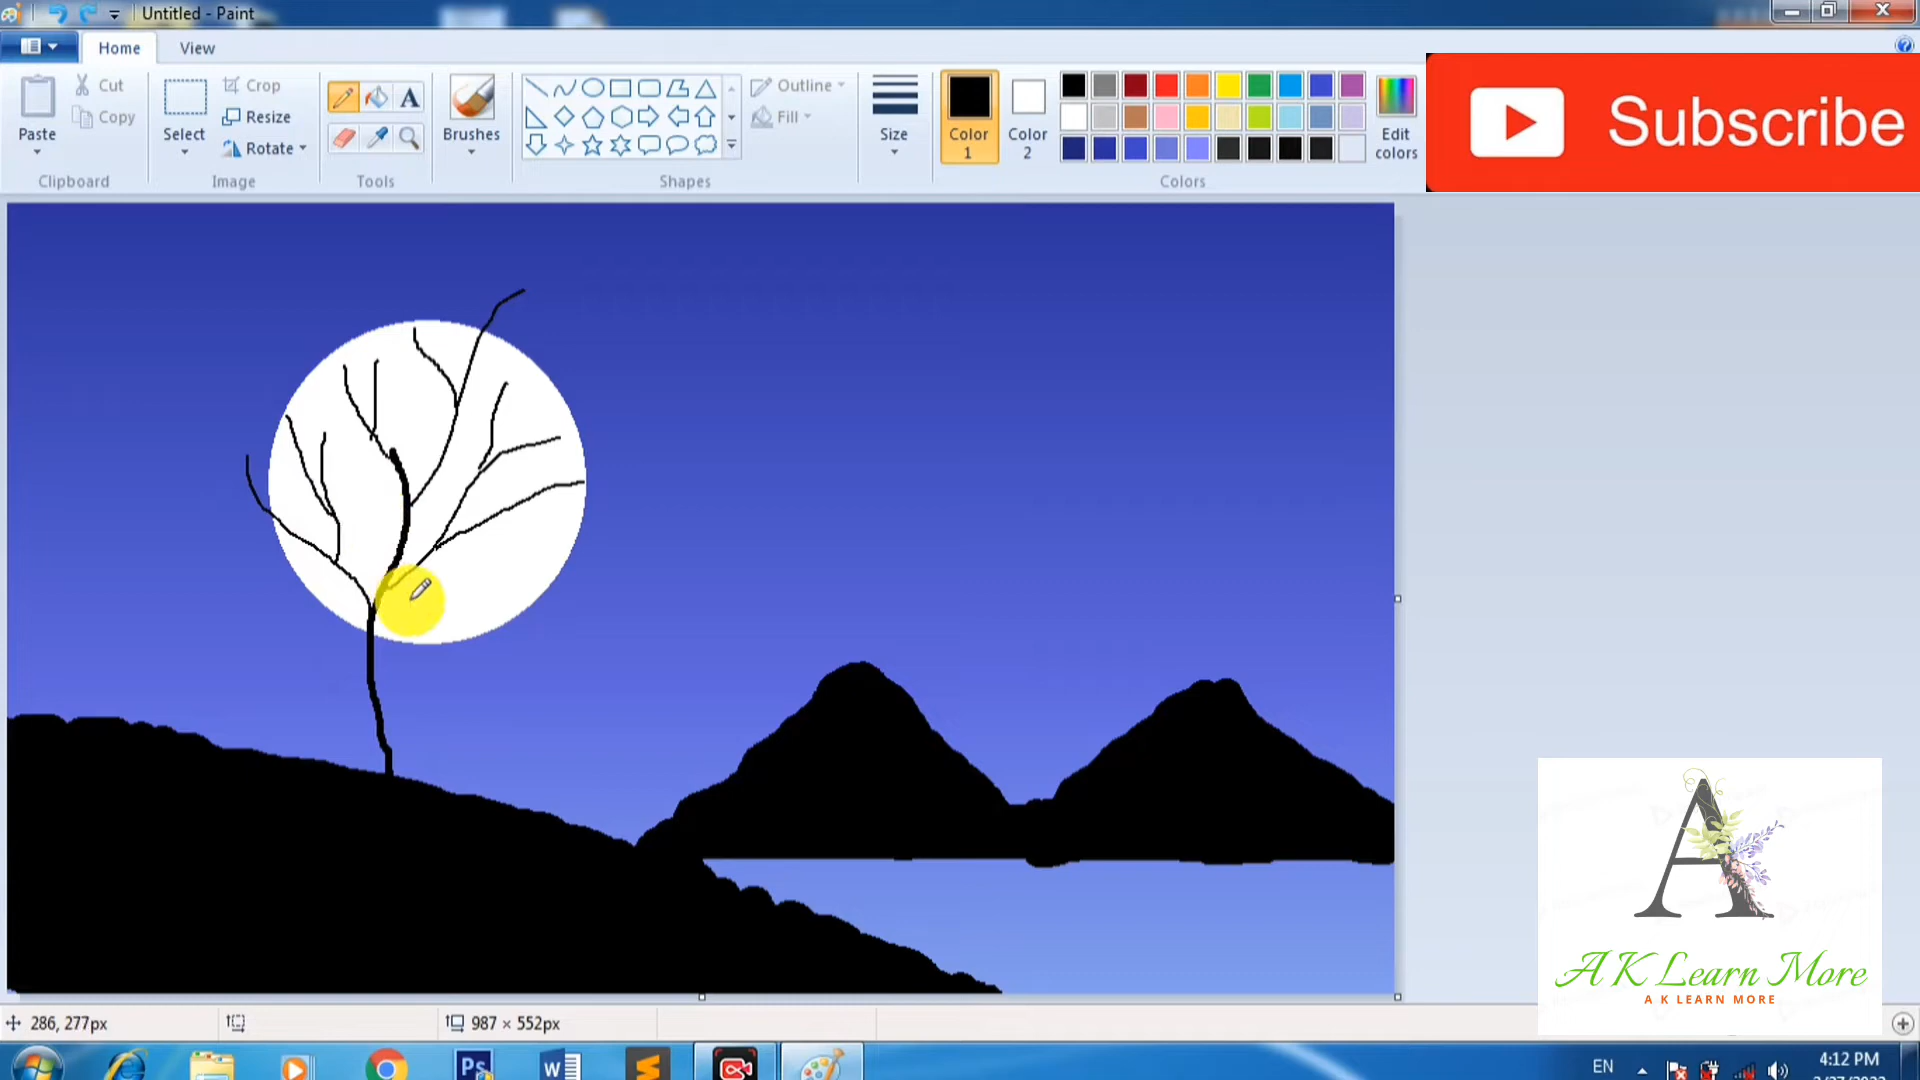 Untitled - Paint
Home View
Paste
Cut
Copy
Clipboard
Select
Crop
Resize
Rotate
Image
A
Tools
Brushes
Shapes
Outline
Fill
Size
Color 1
Color 2
Edit colors
Colors
Subscribe
A
A K Learn More
A K LEARN MORE
286, 277px
987 × 552px
Ps
W
S
EN
4:12 PM